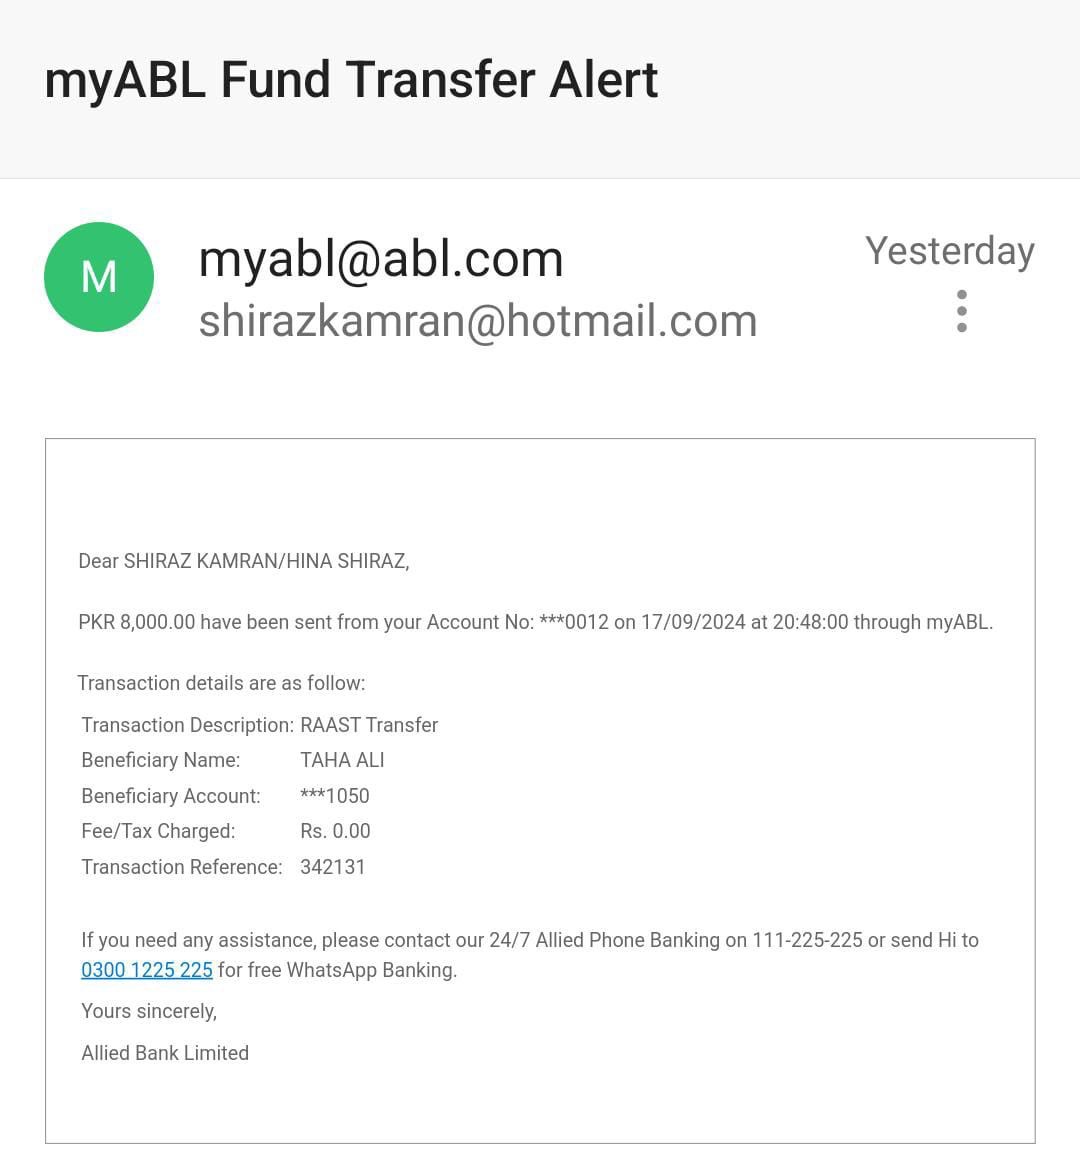 myABL Fund Transfer Alert
M
myabl@abl.com
Yesterday
shirazkamran@hotmail.com
Dear SHIRAZ KAMRAN/HINA SHIRAZ,
PKR 8,000.00 have been sent from your Account No: ***0012 on 17/09/2024 at 20:48:00 through myABL.
Transaction details are as follow:
Transaction Description: RAAST Transfer
Beneficiary Name: TAHA ALI
Beneficiary Account: ***1050
Fee/Tax Charged: Rs. 0.00
Transaction Reference: 342131
If you need any assistance, please contact our 24/7 Allied Phone Banking on 111-225-225 or send Hi to
0300 1225 225 for free WhatsApp Banking.
Yours sincerely,
Allied Bank Limited